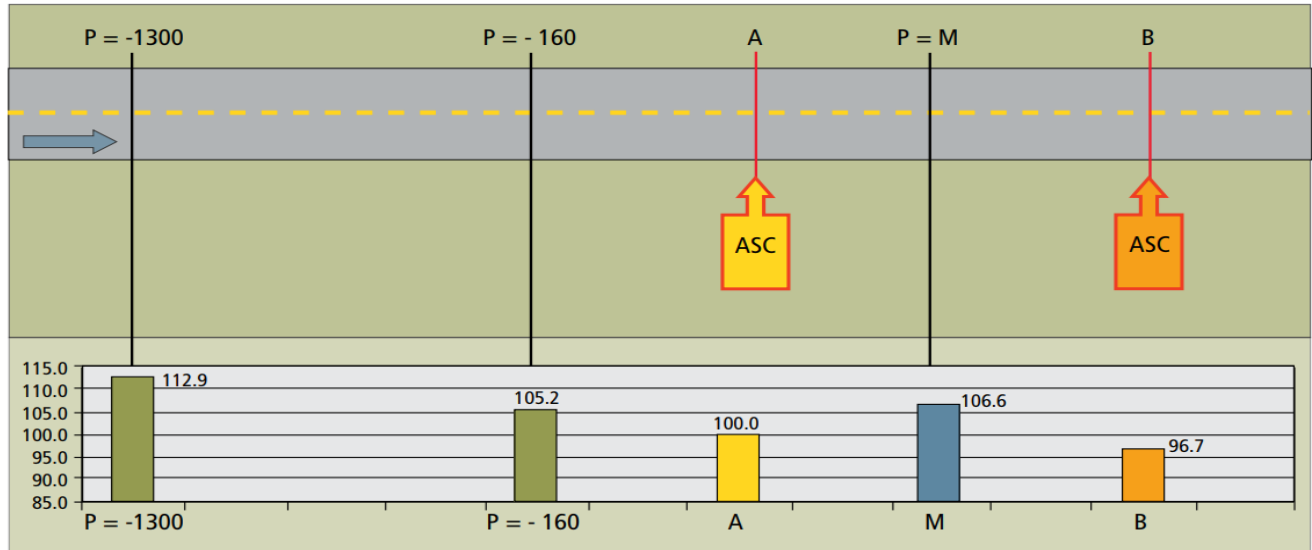 P = -1300
P = - 160
A
P = M
B
ASC
ASC
115.0
110.0
105.0
100.0
95.0
90.0
85.0
112.9
105.2
100.0
106.6
96.7
P = -1300
P = - 160
A
M
B